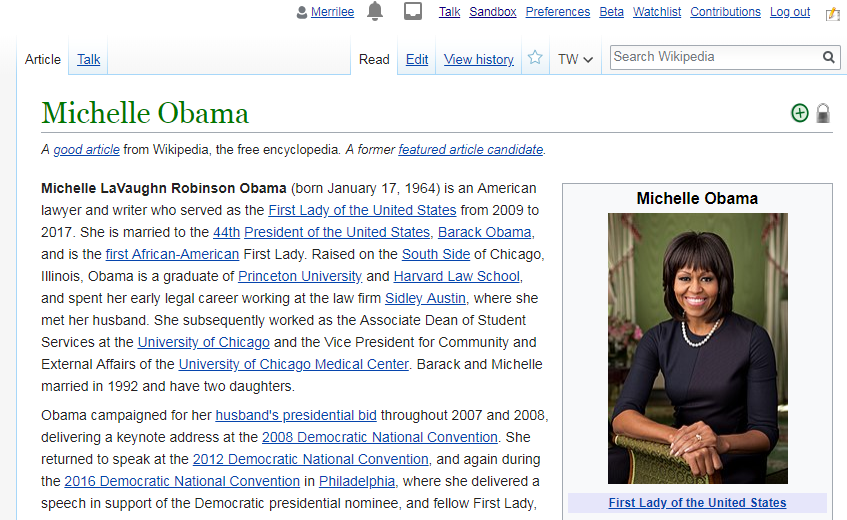 Merrilee Talk Sandbox Preferences Beta Watchlist Contributions Log out
Article Talk Read Edit View history TW Search Wikipedia
Michelle Obama
A good article from Wikipedia, the free encyclopedia. A former featured article candidate.
Michelle LaVaughn Robinson Obama (born January 17, 1964) is an American
lawyer and writer who served as the First Lady of the United States from 2009 to
2017. She is married to the 44th President of the United States, Barack Obama,
and is the first African-American First Lady. Raised on the South Side of Chicago,
Illinois, Obama is a graduate of Princeton University and Harvard Law School,
and spent her early legal career working at the law firm Sidley Austin, where she
met her husband. She subsequently worked as the Associate Dean of Student
Services at the University of Chicago and the Vice President for Community and
External Affairs of the University of Chicago Medical Center. Barack and Michelle
married in 1992 and have two daughters.
Obama campaigned for her husband's presidential bid throughout 2007 and 2008,
delivering a keynote address at the 2008 Democratic National Convention. She
returned to speak at the 2012 Democratic National Convention, and again during
the 2016 Democratic National Convention in Philadelphia, where she delivered a
speech in support of the Democratic presidential nominee, and fellow First Lady,
Michelle Obama
First Lady of the United States